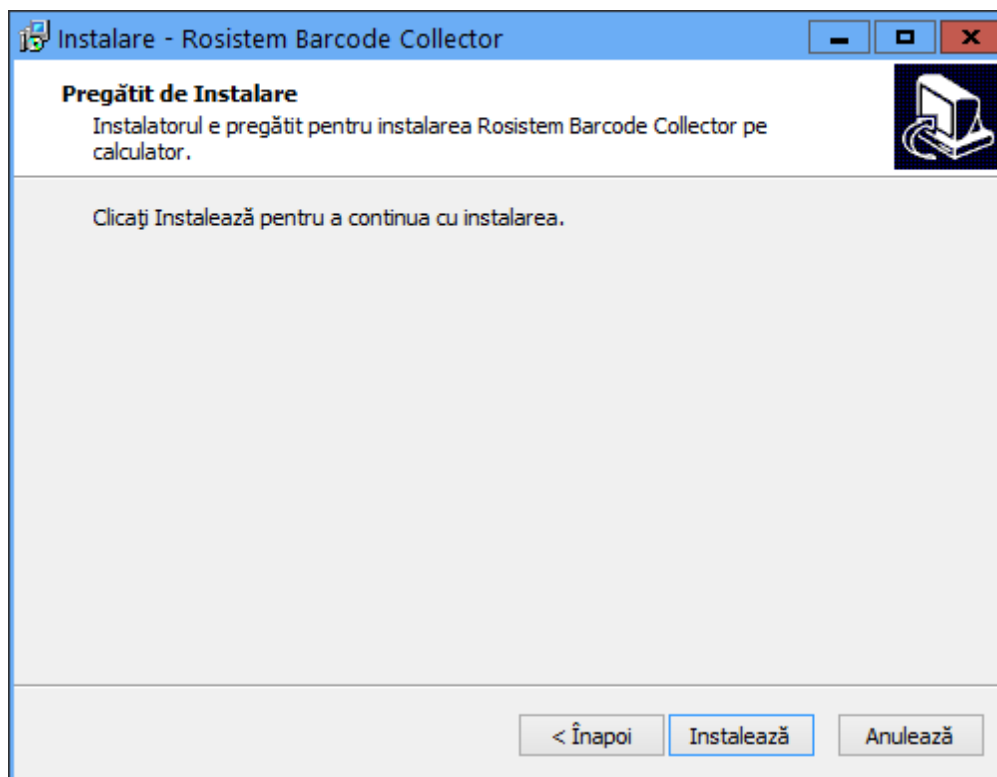 Instalare - Rosistem Barcode Collector
Pregătit de Instalare
Instalatorul e pregătit pentru instalarea Rosistem Barcode Collector pe
calculator.
Clicaţi Instalează pentru a continua cu instalarea.
< Înapoi
Instalează
Anulează